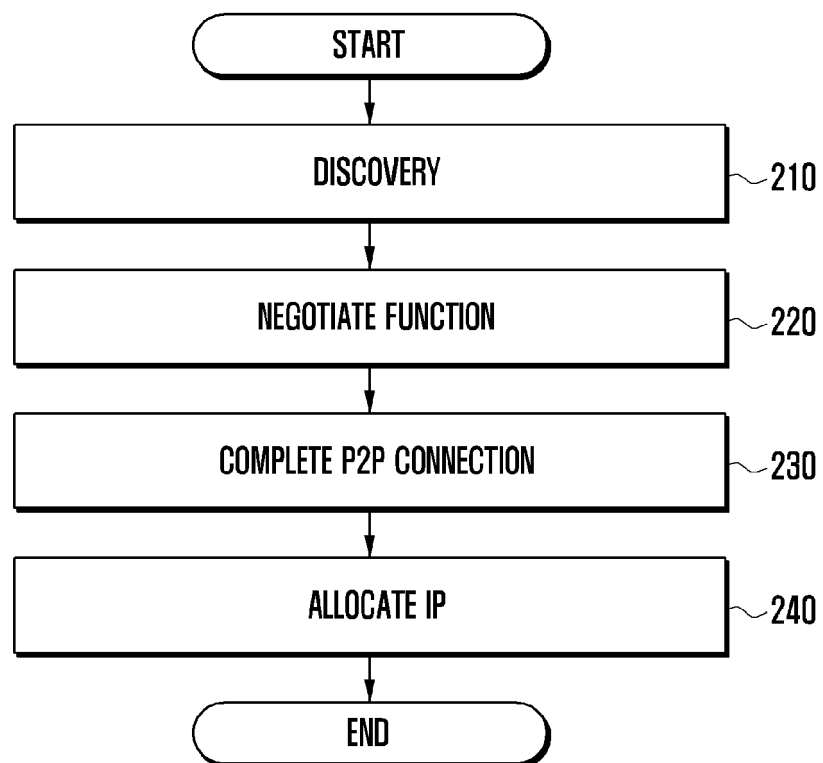 START
DISCOVERY
210
NEGOTIATE FUNCTION
220
COMPLETE P2P CONNECTION
230
ALLOCATE IP
240
END